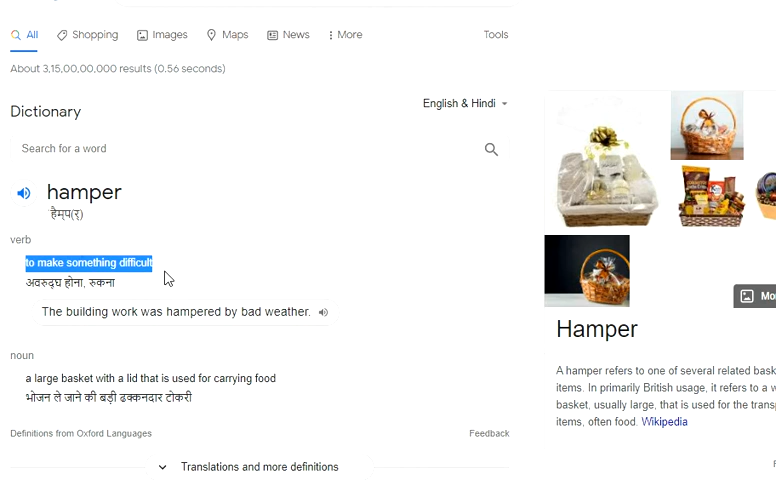 All Shopping Images Maps News More Tools
About 3,15,00,00,000 results (0.56 seconds)
Dictionary
English & Hindi
Search for a word
hamper
हैम्प(र्)
verb
to make something difficult
अवरुद्घ होना, रुकना
The building work was hampered by bad weather.
noun
a large basket with a lid that is used for carrying food
भोजन ले जाने की बड़ी ढक्कनदार टोकरी
Definitions from Oxford Languages
Feedback
Translations and more definitions
Hamper
A hamper refers to one of several related
items. In primarily British usage, it refers to a
basket, usually large, that is used for the
items, often food. Wikipedia